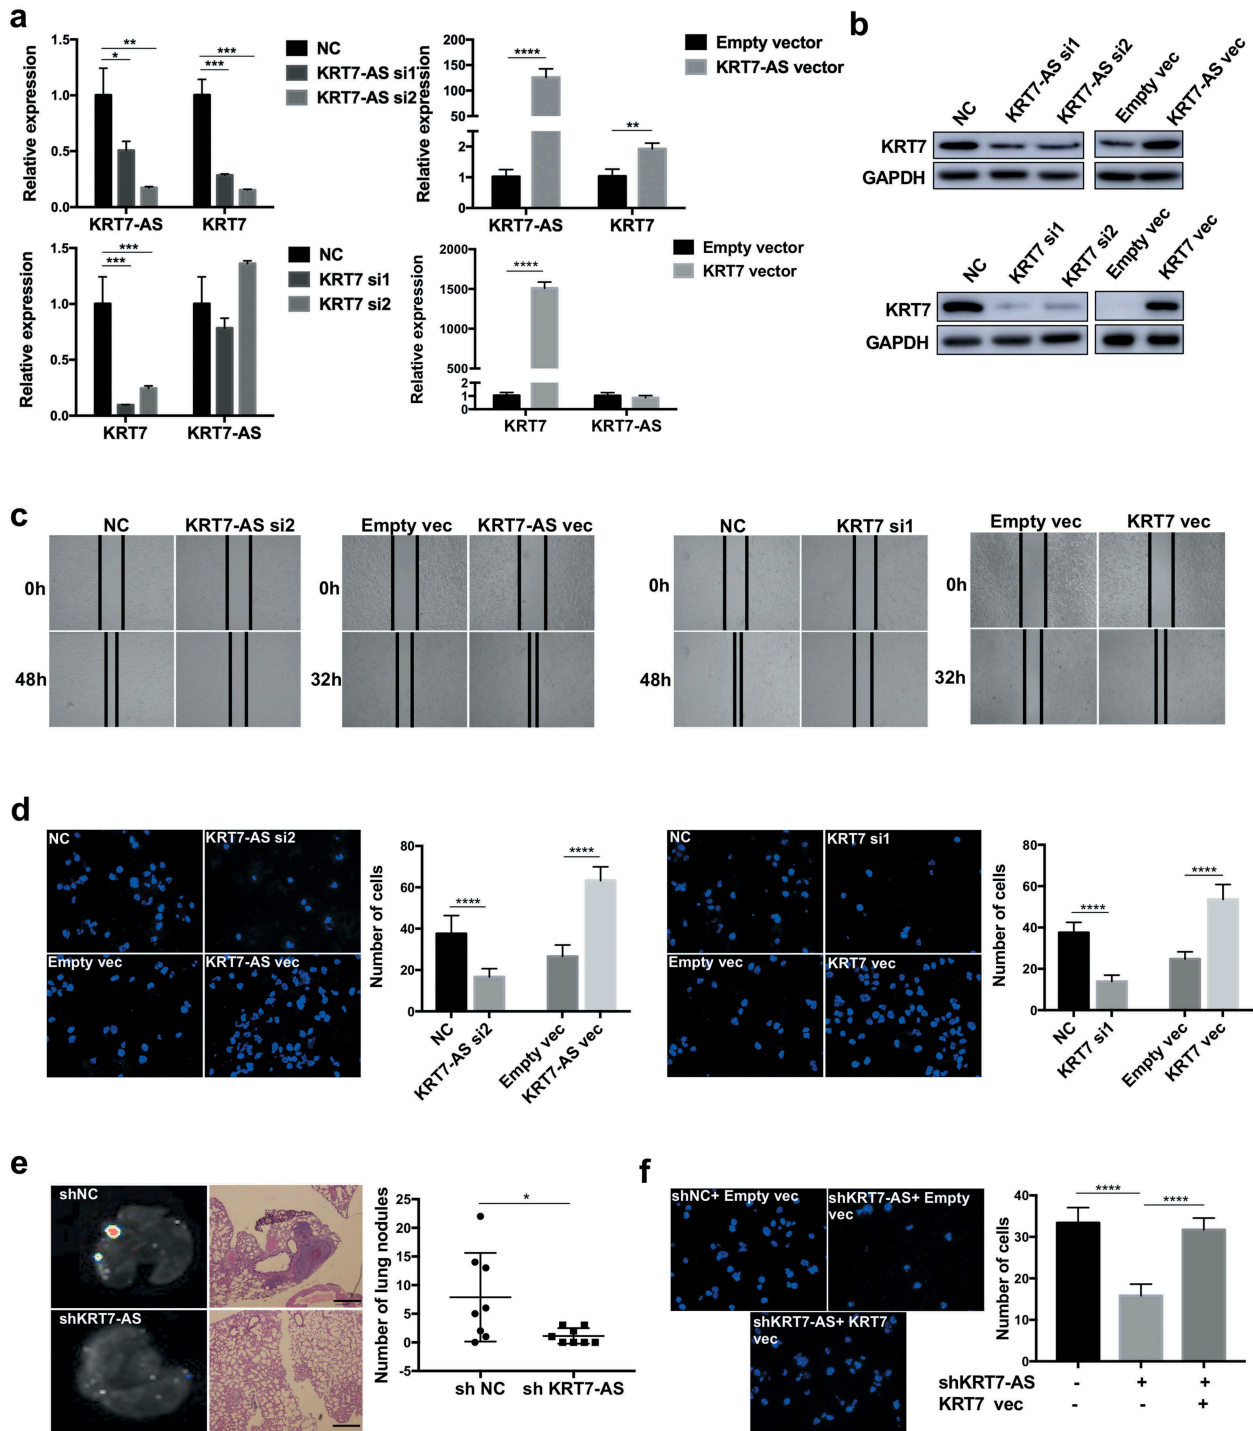 a
Relative expression
1.5
1.0
0.5
0.0
** 
*
***
***
KRT7-AS
KRT7
NC
KRT7-AS si1
KRT7-AS si2
Relative expression
200
150
100
50
2
1
0
****
**
KRT7-AS
KRT7
Empty vector
KRT7-AS vector
Relative expression
1.5
1.0
0.5
0.0
***
***
KRT7
KRT7-AS
NC
KRT7 si1
KRT7 si2
Relative expression
2000
1500
1000
500
2
1
0
****
KRT7
KRT7-AS
Empty vector
KRT7 vector
b
NC
KRT7-AS si1
KRT7-AS si2
Empty vec
KRT7-AS vec
KRT7
GAPDH
NC
KRT7 si1
KRT7 si2
Empty vec
KRT7 vec
KRT7
GAPDH
c
NC
KRT7-AS si2
0h
48h
Empty vec
KRT7-AS vec
0h
32h
NC
KRT7 si1
0h
48h
Empty vec
KRT7 vec
0h
32h
d
NC
KRT7-AS si2
Empty vec
KRT7-AS vec
Number of cells
80
60
40
20
0
****
****
NC
KRT7-AS si2
Empty vec
KRT7-AS vec
NC
KRT7 si1
Empty vec
KRT7 vec
Number of cells
80
60
40
20
0
****
****
NC
KRT7 si1
Empty vec
KRT7 vec
e
shNC
shKRT7-AS
Number of lung nodules
25
20
15
10
5
0
-5
*
sh NC
sh KRT7-AS
f
shNC+ Empty vec
shKRT7-AS+ Empty
vec
shKRT7-AS+ KRT7
vec
Number of cells
40
30
20
10
0
****
****
shKRT7-AS - + +
KRT7 vec - - +